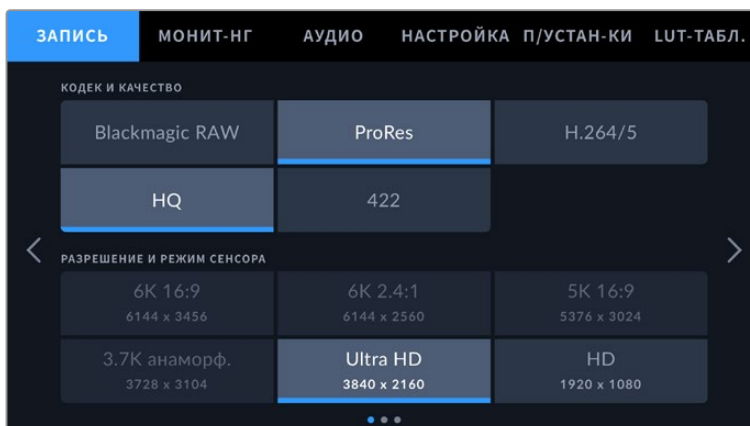 ЗАПИСЬ МОНИТ-НГ АУДИО НАСТРОЙКА П/УСТАН-КИ LUT-ТАБЛ.
КОДЕК И КАЧЕСТВО
Blackmagic RAW ProRes H.264/5
HQ 422
РАЗРЕШЕНИЕ И РЕЖИМ СЕНСОРА
6K 16:9 6K 2.4:1 5K 16:9
6144 x 3456 6144 x 2560 5376 x 3024
3.7K анаморф. Ultra HD HD
3728 x 3104 3840 x 2160 1920 x 1080